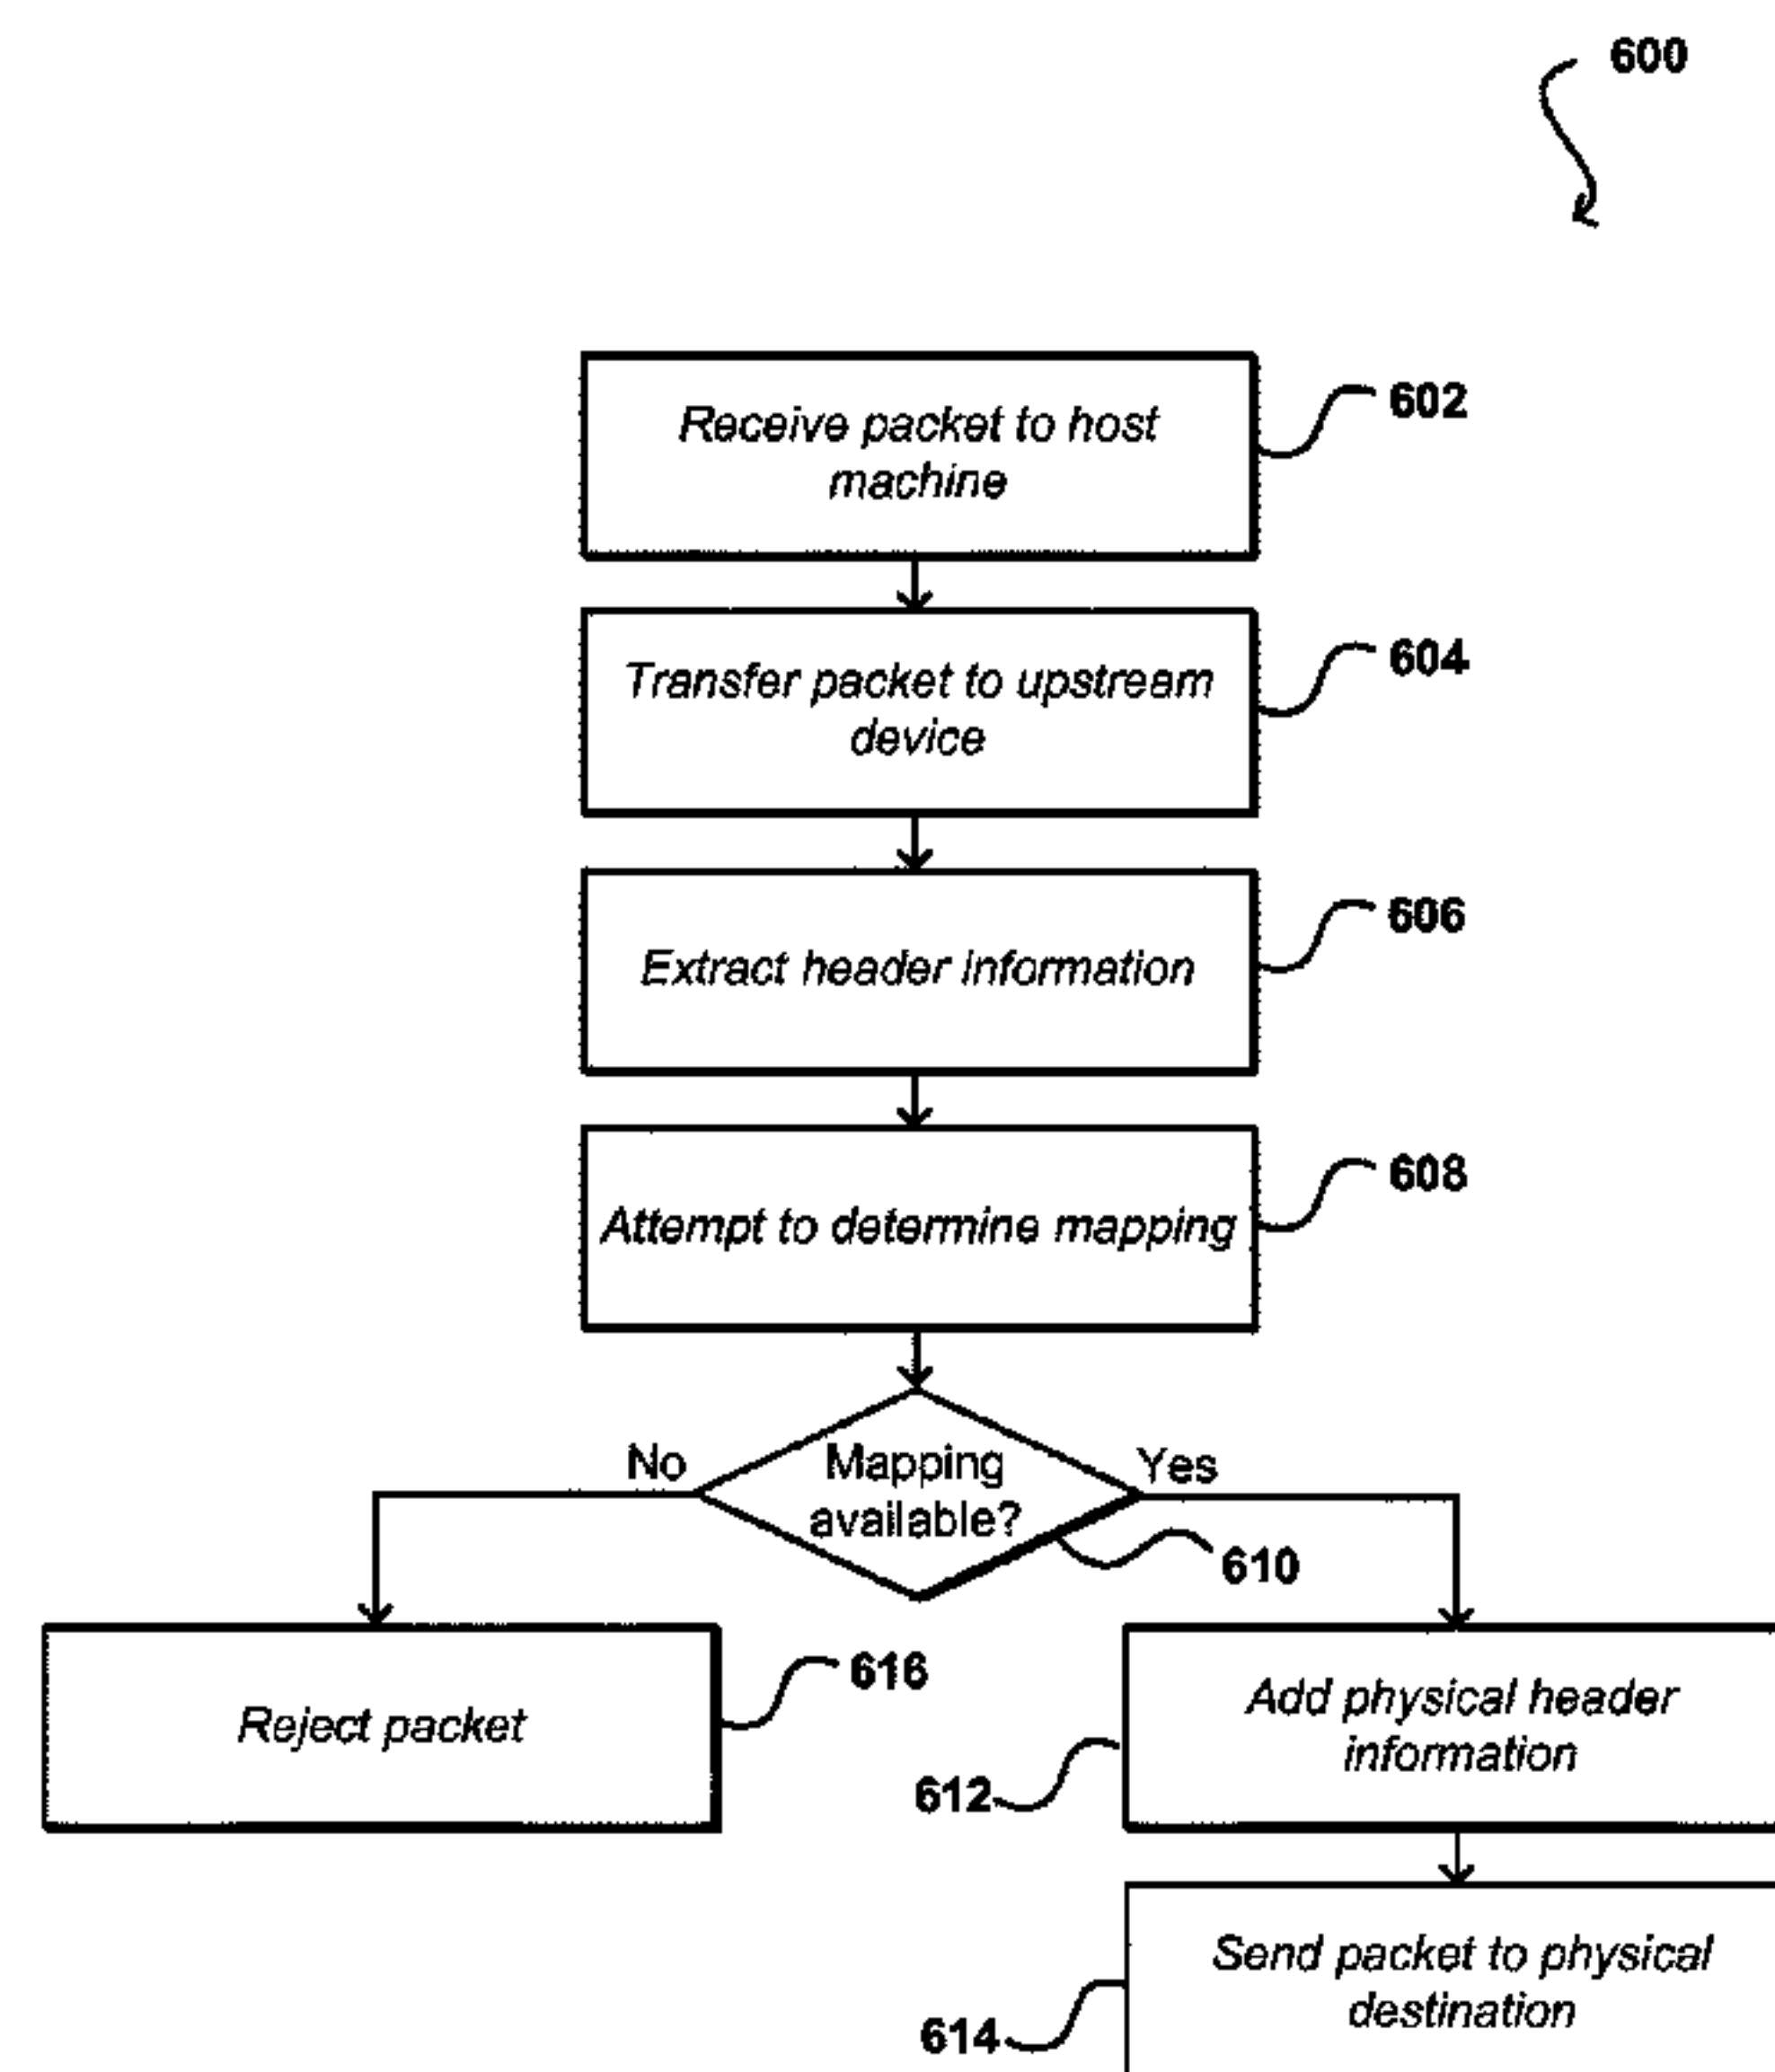 600
Receive packet to host
machine
602
Transfer packet to upstream
device
604
Extract header information
606
Attempt to determine mapping
608
No
Mapping
available?
Yes
610
Reject packet
616
Add physical header
information
612
Send packet to physical
destination
614